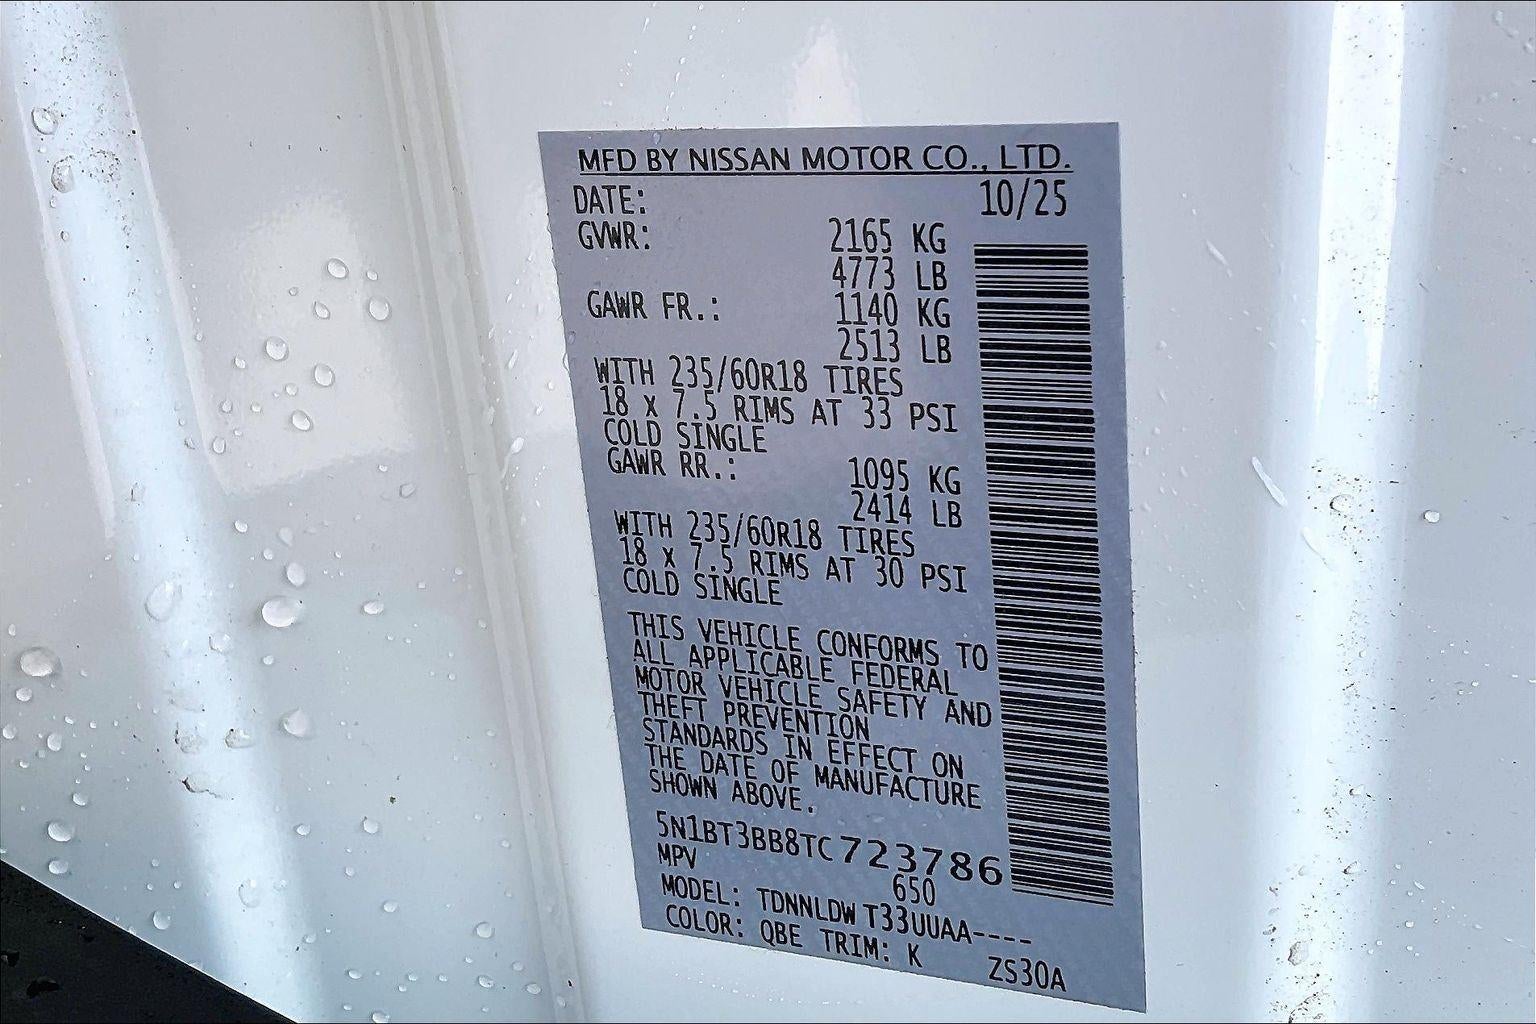 MFD BY NISSAN MOTOR CO., LTD.
DATE: 10/25
GVWR: 2165 KG
4773 LB
GAWR FR.: 1140 KG
2513 LB
WITH 235/60R18 TIRES
18 X 7.5 RIMS AT 33 PSI
COLD SINGLE
GAWR RR.: 1095 KG
2414 LB
WITH 235/60R18 TIRES
18 X 7.5 RIMS AT 30 PSI
COLD SINGLE
THIS VEHICLE CONFORMS TO
ALL APPLICABLE FEDERAL
MOTOR VEHICLE SAFETY AND
THEFT PREVENTION
STANDARDS IN EFFECT ON
THE DATE OF MANUFACTURE
SHOWN ABOVE.
5N1BT3BB8TC723786
MPV 650
MODEL: TDNNLDW T33UUAA----
COLOR: QBE TRIM: K ZS30A